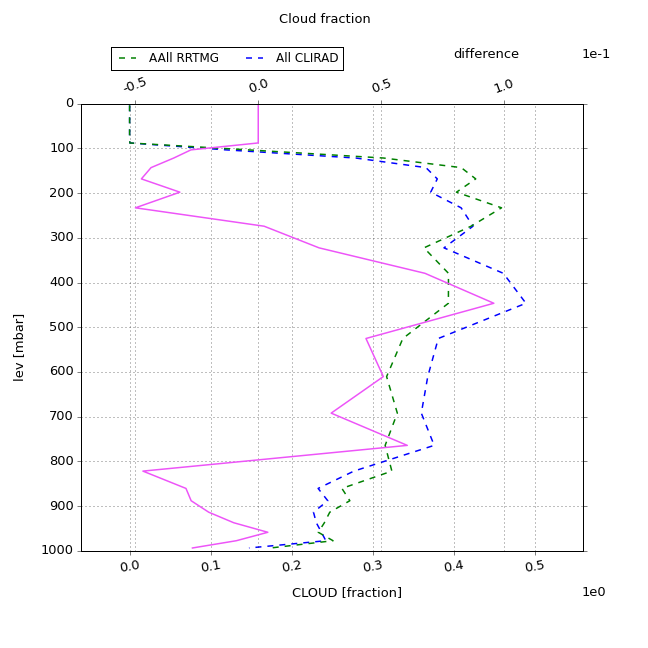 Cloud fraction
AAll RRTMG All CLIRAD
difference 1e-1
-0.5 0.0 0.5 1.0
0
100
200
300
400
500
600
700
800
900
1000
lev [mbar]
0.0 0.1 0.2 0.3 0.4 0.5
CLOUD [fraction] 1e0